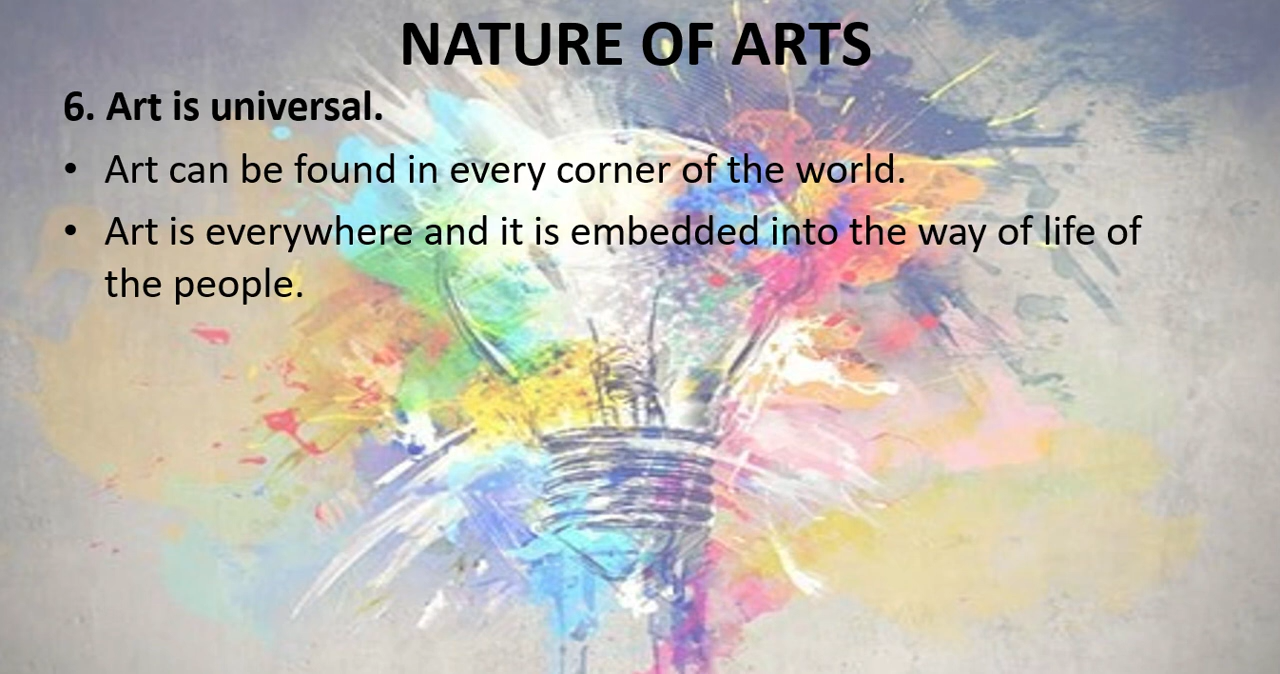 NATURE OF ARTS
6. Art is universal.
• Art can be found in every corner of the world.
• Art is everywhere and it is embedded into the way of life of
the people.